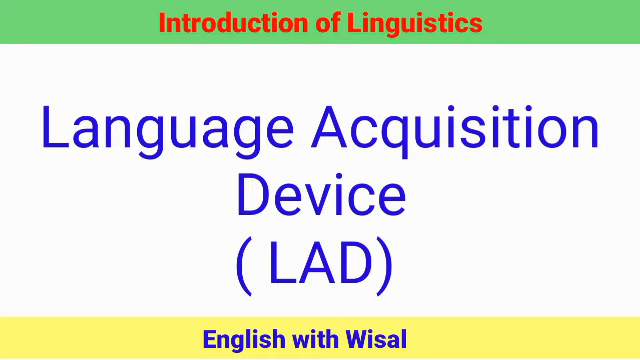 Introduction of Linguistics
Language Acquisition
Device
( LAD)
English with Wisal